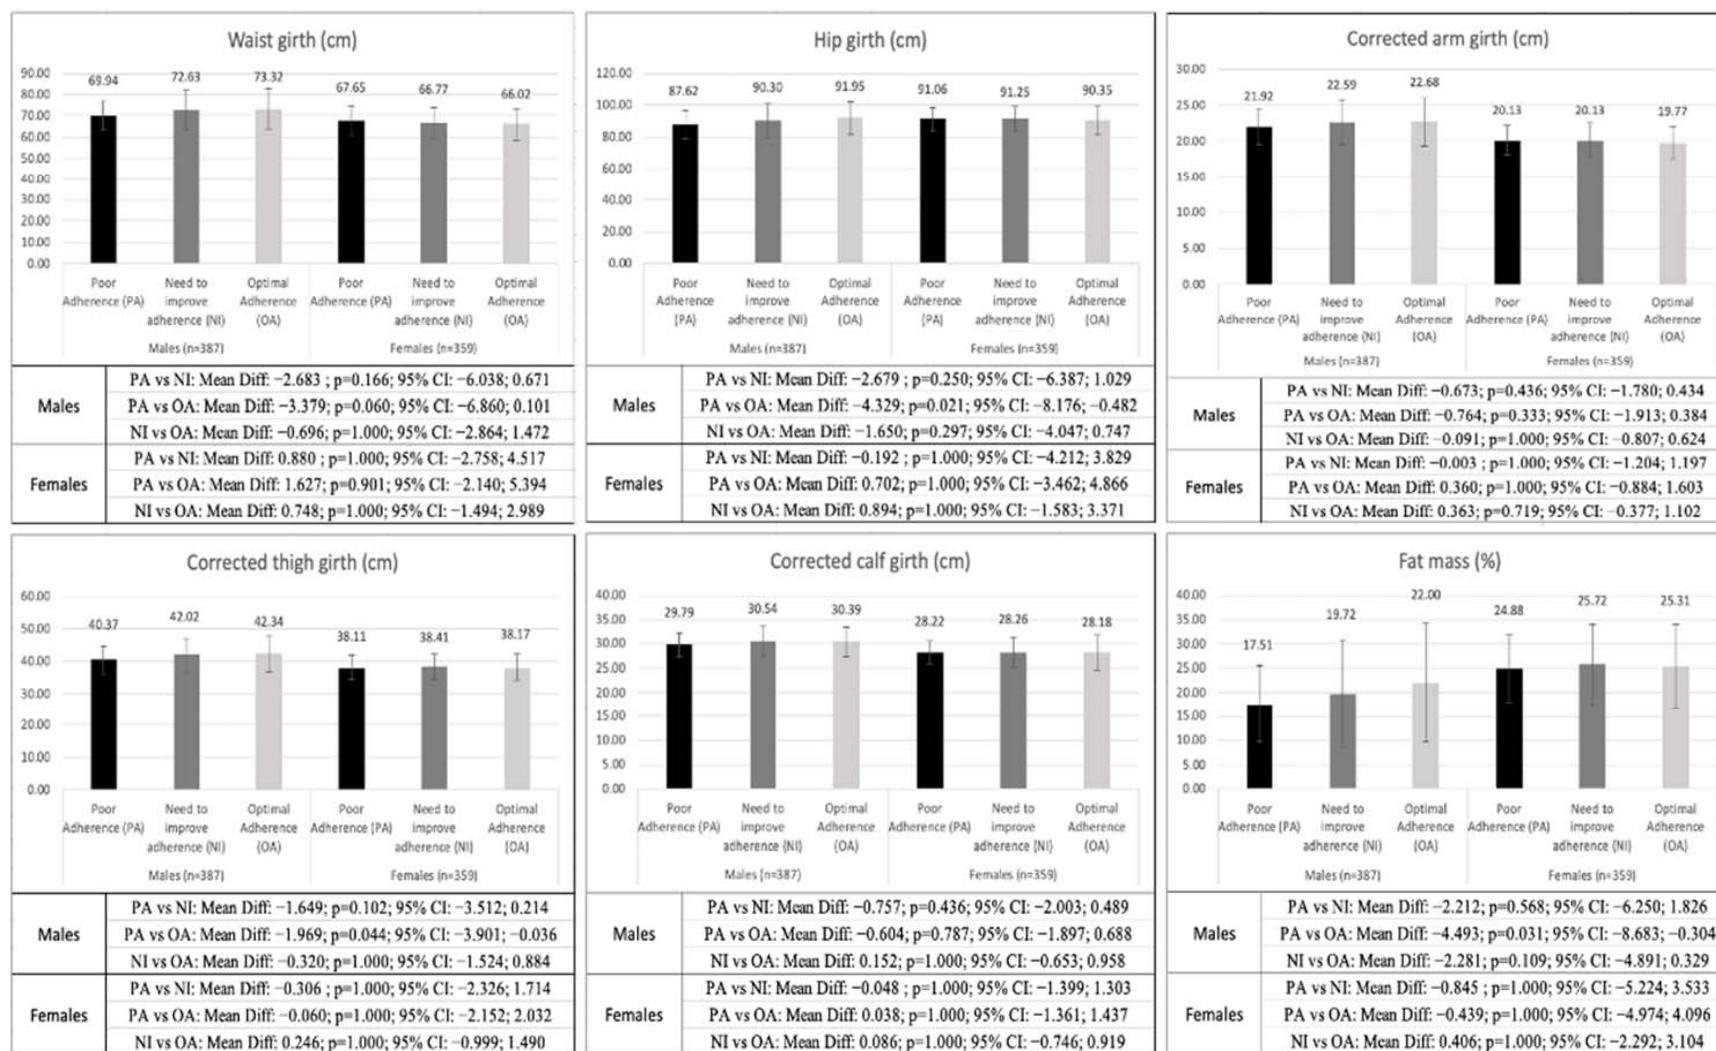 Waist girth (cm)
90.00
80.00
70.00
60.00
50.00
40.00
30.00
20.00
10.00
0.00
69.94
72.63
73.32
67.65
66.77
66.02
Poor Adherence (PA)
Need to improve adherence (NI)
Optimal Adherence (OA)
Poor Adherence (PA)
Need to improve adherence (NI)
Optimal Adherence (OA)
Males (n=387)
Females (n=359)
Males
PA vs NI: Mean Diff: −2.683 ; p=0.166; 95% CI: −6.038; 0.671
PA vs OA: Mean Diff: −3.379; p=0.060; 95% CI: −6.860; 0.101
NI vs OA: Mean Diff: −0.696; p=1.000; 95% CI: −2.864; 1.472
Females
PA vs NI: Mean Diff: 0.880 ; p=1.000; 95% CI: −2.758; 4.517
PA vs OA: Mean Diff: 1.627; p=0.901; 95% CI: −2.140; 5.394
NI vs OA: Mean Diff: 0.748; p=1.000; 95% CI: −1.494; 2.989
Hip girth (cm)
120.00
100.00
80.00
60.00
40.00
20.00
0.00
87.62
90.30
91.95
91.06
91.25
90.35
Poor Adherence (PA)
Need to improve adherence (NI)
Optimal Adherence (OA)
Poor Adherence (PA)
Need to improve adherence (NI)
Optimal Adherence (OA)
Males (n=387)
Females (n=359)
Males
PA vs NI: Mean Diff: −2.679 ; p=0.250; 95% CI: −6.387; 1.029
PA vs OA: Mean Diff: −4.329; p=0.021; 95% CI: −8.176; −0.482
NI vs OA: Mean Diff: −1.650; p=0.297; 95% CI: −4.047; 0.747
Females
PA vs NI: Mean Diff: −0.192 ; p=1.000; 95% CI: −4.212; 3.829
PA vs OA: Mean Diff: 0.702; p=1.000; 95% CI: −3.462; 4.866
NI vs OA: Mean Diff: 0.894; p=1.000; 95% CI: −1.583; 3.371
Corrected arm girth (cm)
30.00
25.00
20.00
15.00
10.00
5.00
0.00
21.92
22.59
22.68
20.13
20.13
19.77
Poor Adherence (PA)
Need to improve adherence (NI)
Optimal Adherence (OA)
Poor Adherence (PA)
Need to improve adherence (NI)
Optimal Adherence (OA)
Males (n=387)
Females (n=359)
Males
PA vs NI: Mean Diff: −0.673; p=0.436; 95% CI: −1.780; 0.434
PA vs OA: Mean Diff: −0.764; p=0.333; 95% CI: −1.913; 0.384
NI vs OA: Mean Diff: −0.091; p=1.000; 95% CI: −0.807; 0.624
Females
PA vs NI: Mean Diff: −0.003 ; p=1.000; 95% CI: −1.204; 1.197
PA vs OA: Mean Diff: 0.360; p=1.000; 95% CI: −0.884; 1.603
NI vs OA: Mean Diff: 0.363; p=0.719; 95% CI: −0.377; 1.102
Corrected thigh girth (cm)
60.00
50.00
40.00
30.00
20.00
10.00
0.00
40.37
42.02
42.34
38.11
38.41
38.17
Poor Adherence (PA)
Need to improve adherence (NI)
Optimal Adherence (OA)
Poor Adherence (PA)
Need to improve adherence (NI)
Optimal Adherence (OA)
Males (n=387)
Females (n=359)
Males
PA vs NI: Mean Diff: −1.649; p=0.102; 95% CI: −3.512; 0.214
PA vs OA: Mean Diff: −1.969; p=0.044; 95% CI: −3.901; −0.036
NI vs OA: Mean Diff: −0.320; p=1.000; 95% CI: −1.524; 0.884
Females
PA vs NI: Mean Diff: −0.306 ; p=1.000; 95% CI: −2.326; 1.714
PA vs OA: Mean Diff: −0.060; p=1.000; 95% CI: −2.152; 2.032
NI vs OA: Mean Diff: 0.246; p=1.000; 95% CI: −0.999; 1.490
Corrected calf girth (cm)
40.00
35.00
30.00
25.00
20.00
15.00
10.00
5.00
0.00
29.79
30.54
30.39
28.22
28.26
28.18
Poor Adherence (PA)
Need to improve adherence (NI)
Optimal Adherence (OA)
Poor Adherence (PA)
Need to improve adherence (NI)
Optimal Adherence (OA)
Males (n=387)
Females (n=359)
Males
PA vs NI: Mean Diff: −0.757; p=0.436; 95% CI: −2.003; 0.489
PA vs OA: Mean Diff: −0.604; p=0.787; 95% CI: −1.897; 0.688
NI vs OA: Mean Diff: 0.152; p=1.000; 95% CI: −0.653; 0.958
Females
PA vs NI: Mean Diff: −0.048 ; p=1.000; 95% CI: −1.399; 1.303
PA vs OA: Mean Diff: 0.038; p=1.000; 95% CI: −1.361; 1.437
NI vs OA: Mean Diff: 0.086; p=1.000; 95% CI: −0.746; 0.919
Fat mass (%)
40.00
35.00
30.00
25.00
20.00
15.00
10.00
5.00
0.00
17.51
19.72
22.00
24.88
25.72
25.31
Poor Adherence (PA)
Need to improve adherence (NI)
Optimal Adherence (OA)
Poor Adherence (PA)
Need to improve adherence (NI)
Optimal Adherence (OA)
Males (n=387)
Females (n=359)
Males
PA vs NI: Mean Diff: −2.212; p=0.568; 95% CI: −6.250; 1.826
PA vs OA: Mean Diff: −4.493; p=0.031; 95% CI: −8.683; −0.304
NI vs OA: Mean Diff: −2.281; p=0.109; 95% CI: −4.891; 0.329
Females
PA vs NI: Mean Diff: −0.845 ; p=1.000; 95% CI: −5.224; 3.533
PA vs OA: Mean Diff: −0.439; p=1.000; 95% CI: −4.974; 4.096
NI vs OA: Mean Diff: 0.406; p=1.000; 95% CI: −2.292; 3.104